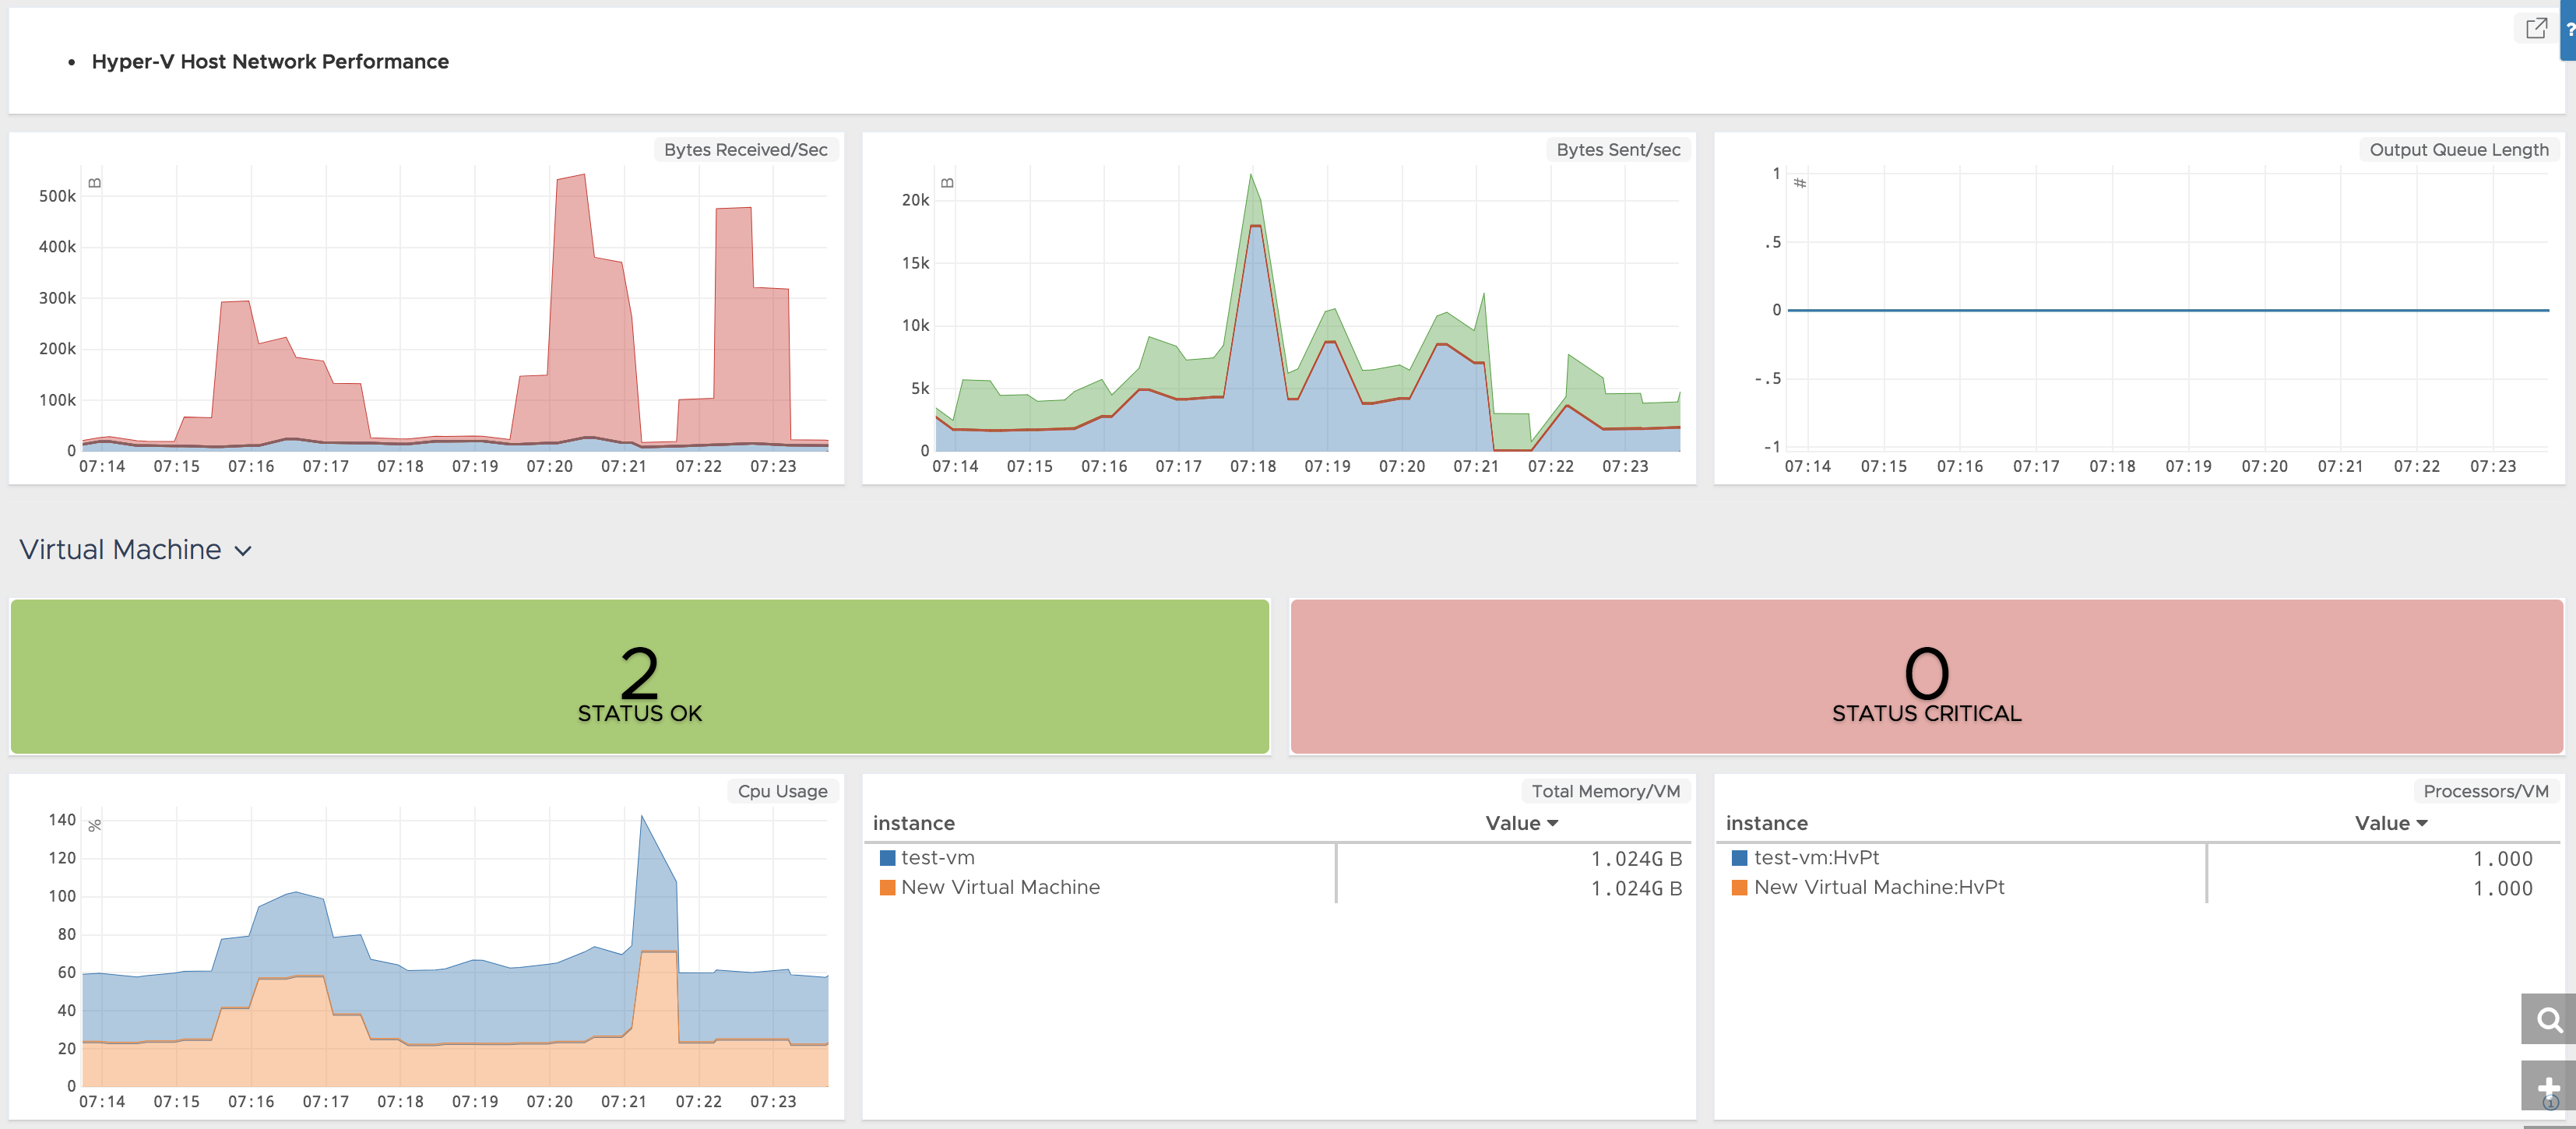 ?
• Hyper-V Host Network Performance
Bytes Received/Sec
B
500k
400k
300k
200k
100k
0
07:14 07:15 07:16 07:17 07:18 07:19 07:20 07:21 07:22 07:23
Bytes Sent/sec
B
20k
15k
10k
5k
0
07:14 07:15 07:16 07:17 07:18 07:19 07:20 07:21 07:22 07:23
Output Queue Length
#
1
.5
0
-.5
-1
07:14 07:15 07:16 07:17 07:18 07:19 07:20 07:21 07:22 07:23
Virtual Machine
2
STATUS OK
0
STATUS CRITICAL
Cpu Usage
%
140
120
100
80
60
40
20
0
07:14 07:15 07:16 07:17 07:18 07:19 07:20 07:21 07:22 07:23
Total Memory/VM
instance Value
test-vm 1.024G B
New Virtual Machine 1.024G B
Processors/VM
instance Value
test-vm:HvPt 1.000
New Virtual Machine:HvPt 1.000